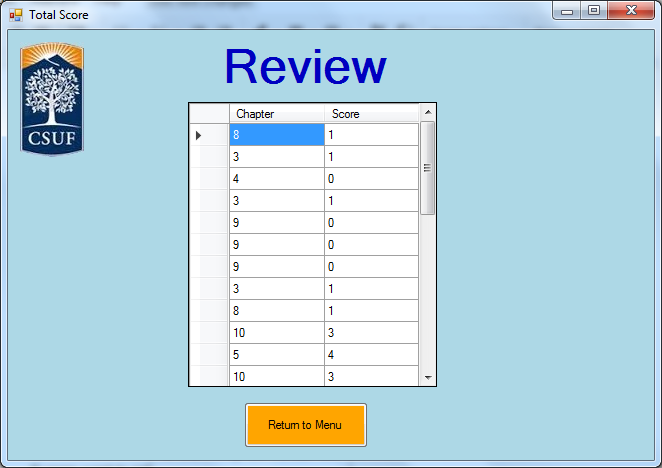 Total Score
CSUF
Review
Chapter Score
8 1
3 1
4 0
3 1
9 0
9 0
9 0
3 1
8 1
10 3
5 4
10 3
Return to Menu